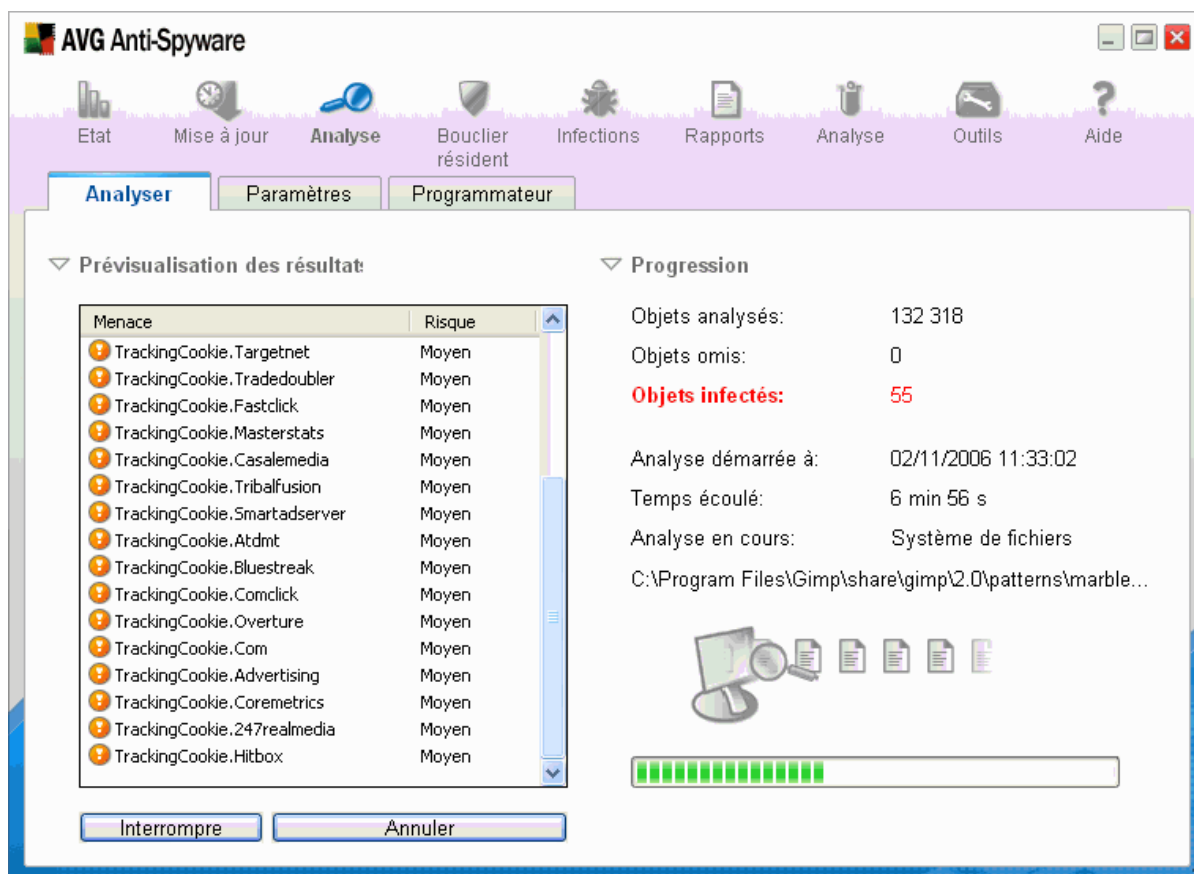 AVG Anti-Spyware
Etat
Mise à jour
Analyse
Bouclier résident
Infections
Rapports
Analyse
Outils
Aide
Analyser
Paramètres
Programmateur
Prévisualisation des résultats
Menace Risque
TrackingCookie.Targetnet Moyen
TrackingCookie.Tradedoubler Moyen
TrackingCookie.Fastclick Moyen
TrackingCookie.Masterstats Moyen
TrackingCookie.Casalemedia Moyen
TrackingCookie.Tribalfusion Moyen
TrackingCookie.Smartadserver Moyen
TrackingCookie.Atdmt Moyen
TrackingCookie.Bluestreak Moyen
TrackingCookie.Comclick Moyen
TrackingCookie.Overture Moyen
TrackingCookie.Com Moyen
TrackingCookie.Advertising Moyen
TrackingCookie.Coremetrics Moyen
TrackingCookie.247realmedia Moyen
TrackingCookie.Hitbox Moyen
Interrompre
Annuler
Progression
Objets analysés: 132 318
Objets omis: 0
Objets infectés: 55
Analyse démarrée à: 02/11/2006 11:33:02
Temps écoulé: 6 min 56 s
Analyse en cours: Système de fichiers
C:\Program Files\Gimp\share\gimp\2.0\patterns\marble...